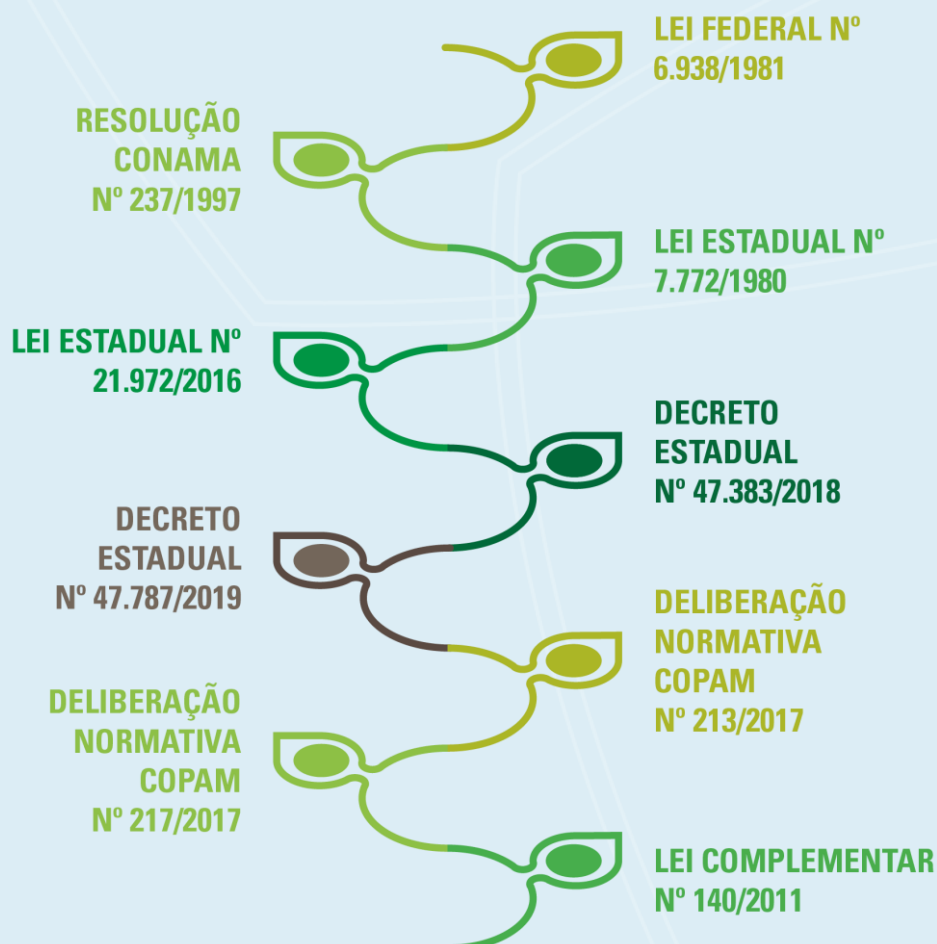 LEI FEDERAL Nº
6.938/1981
RESOLUÇÃO
CONAMA
Nº 237/1997
LEI ESTADUAL Nº
7.772/1980
LEI ESTADUAL Nº
21.972/2016
DECRETO
ESTADUAL
Nº 47.383/2018
DECRETO
ESTADUAL
Nº 47.787/2019
DELIBERAÇÃO
NORMATIVA
COPAM
Nº 213/2017
DELIBERAÇÃO
NORMATIVA
COPAM
Nº 217/2017
LEI COMPLEMENTAR
Nº 140/2011